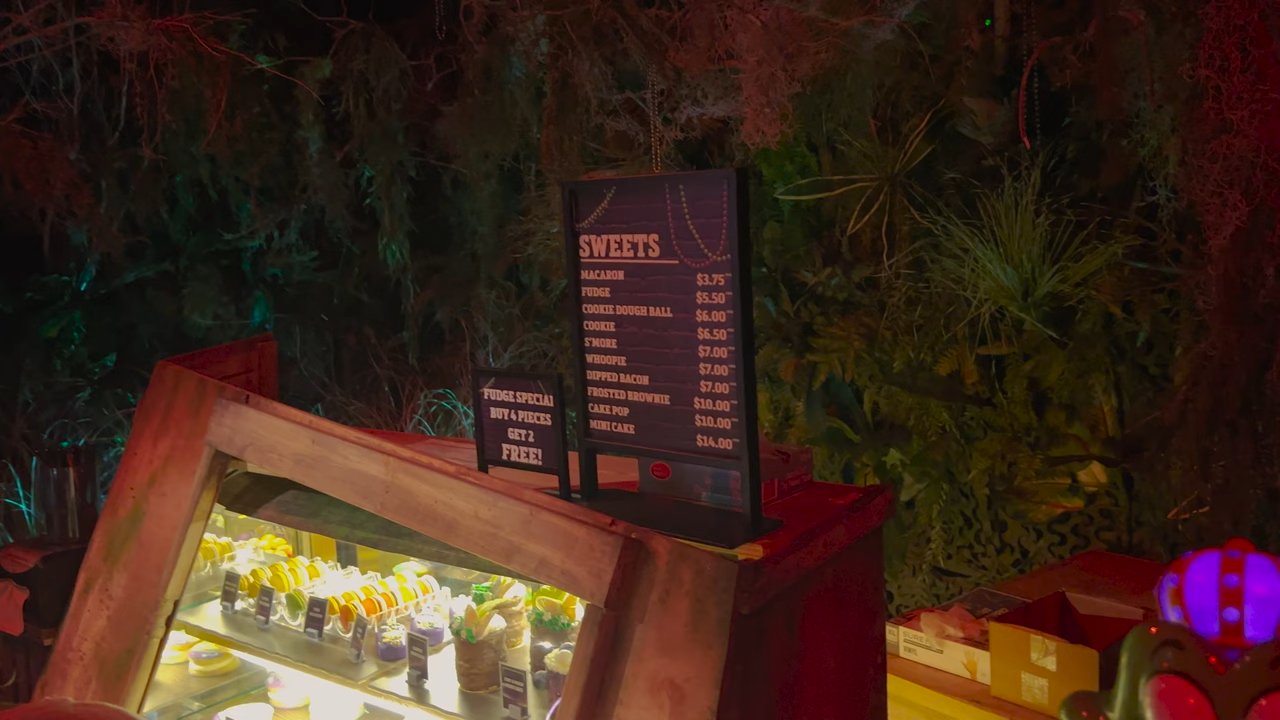 SWEETS
MACARON $3.75
FUDGE $5.50
COOKIE DOUGH BALL $6.00
COOKIE $6.50
S'MORE $7.00
WHOOPIE $7.00
DIPPED BACON $7.00
FROSTED BROWNIE $10.00
CAKE POP $10.00
MINI CAKE $14.00
FUDGE SPECIAL
BUY 4 PIECES
GET 2
FREE!
VINYL